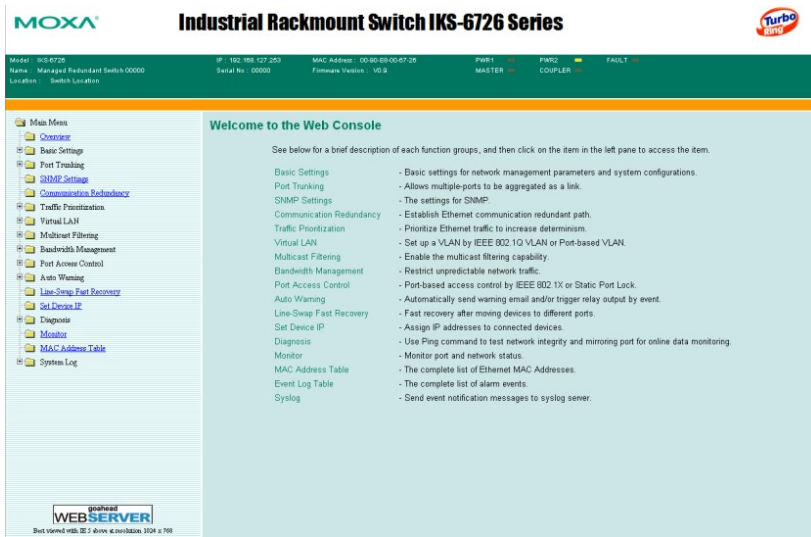 MOXA
Industrial Rackmount Switch IKS-6726 Series
Turbo Ring
Model : IKS-6726
IP : 192.168.127.253
MAC Address : 00-90-E8-00-67-26
PWR1
PWR2
FAULT
Name : Managed Redundant Switch 00000
Serial No : 00000
Firmware Version : V0.9
MASTER
COUPLER
Location : Switch Location
Main Menu
Overview
Basic Settings
Port Trunking
SNMP Settings
Communication Redundancy
Traffic Prioritization
Virtual LAN
Multicast Filtering
Bandwidth Management
Port Access Control
Auto Warning
Line-Swap Fast Recovery
Set Device IP
Diagnosis
Monitor
MAC Address Table
System Log
goahead
WEBSERVER
Best viewed with IE 5 above at resolution 1024 x 768
Welcome to the Web Console
See below for a brief description of each function groups, and then click on the item in the left pane to access the item.
Basic Settings - Basic settings for network management parameters and system configurations.
Port Trunking - Allows multiple-ports to be aggregated as a link.
SNMP Settings - The settings for SNMP.
Communication Redundancy - Establish Ethernet communication redundant path.
Traffic Prioritization - Prioritize Ethernet traffic to increase determinism.
Virtual LAN - Set up a VLAN by IEEE 802.1Q VLAN or Port-based VLAN.
Multicast Filtering - Enable the multicast filtering capability.
Bandwidth Management - Restrict unpredictable network traffic.
Port Access Control - Port-based access control by IEEE 802.1X or Static Port Lock.
Auto Warning - Automatically send warning email and/or trigger relay output by event.
Line-Swap Fast Recovery - Fast recovery after moving devices to different ports.
Set Device IP - Assign IP addresses to connected devices.
Diagnosis - Use Ping command to test network integrity and mirroring port for online data monitoring.
Monitor - Monitor port and network status.
MAC Address Table - The complete list of Ethernet MAC Addresses.
Event Log Table - The complete list of alarm events.
Syslog - Send event notification messages to syslog server.